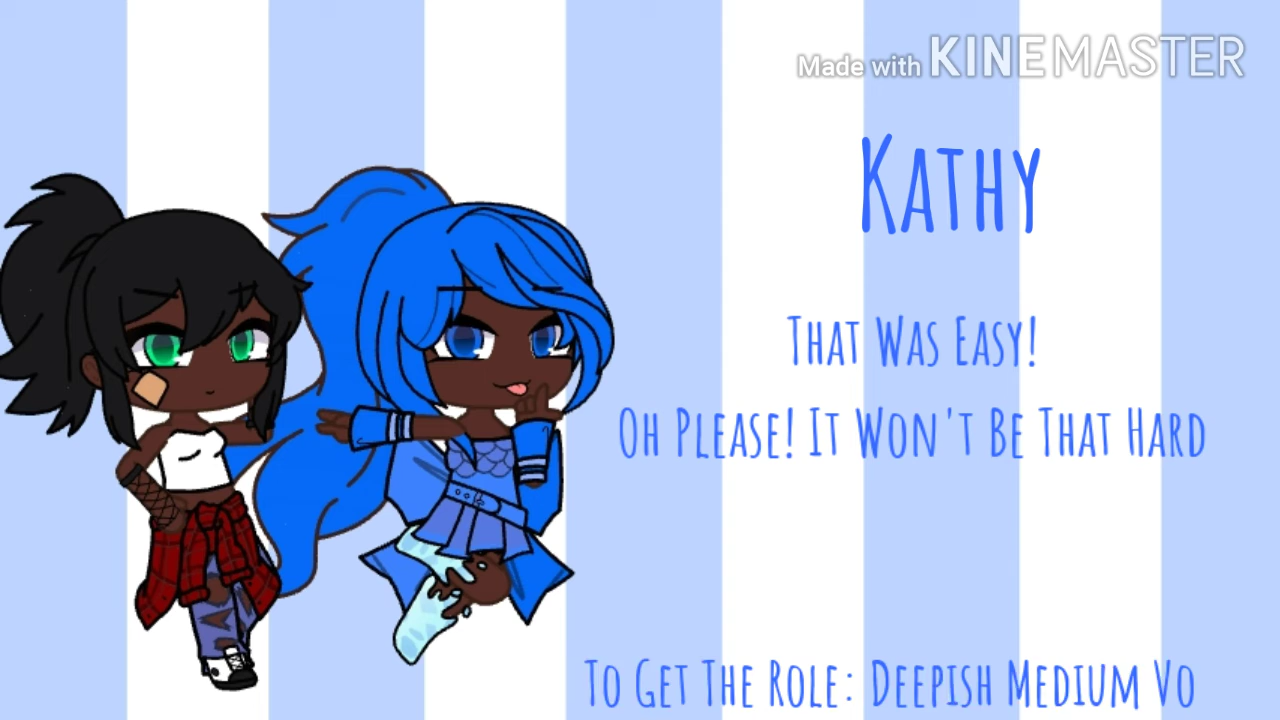 Made with KINEMASTER
Kathy
That Was Easy!
Oh Please! It Won't Be That Hard
To Get The Role: Deepish Medium Vo